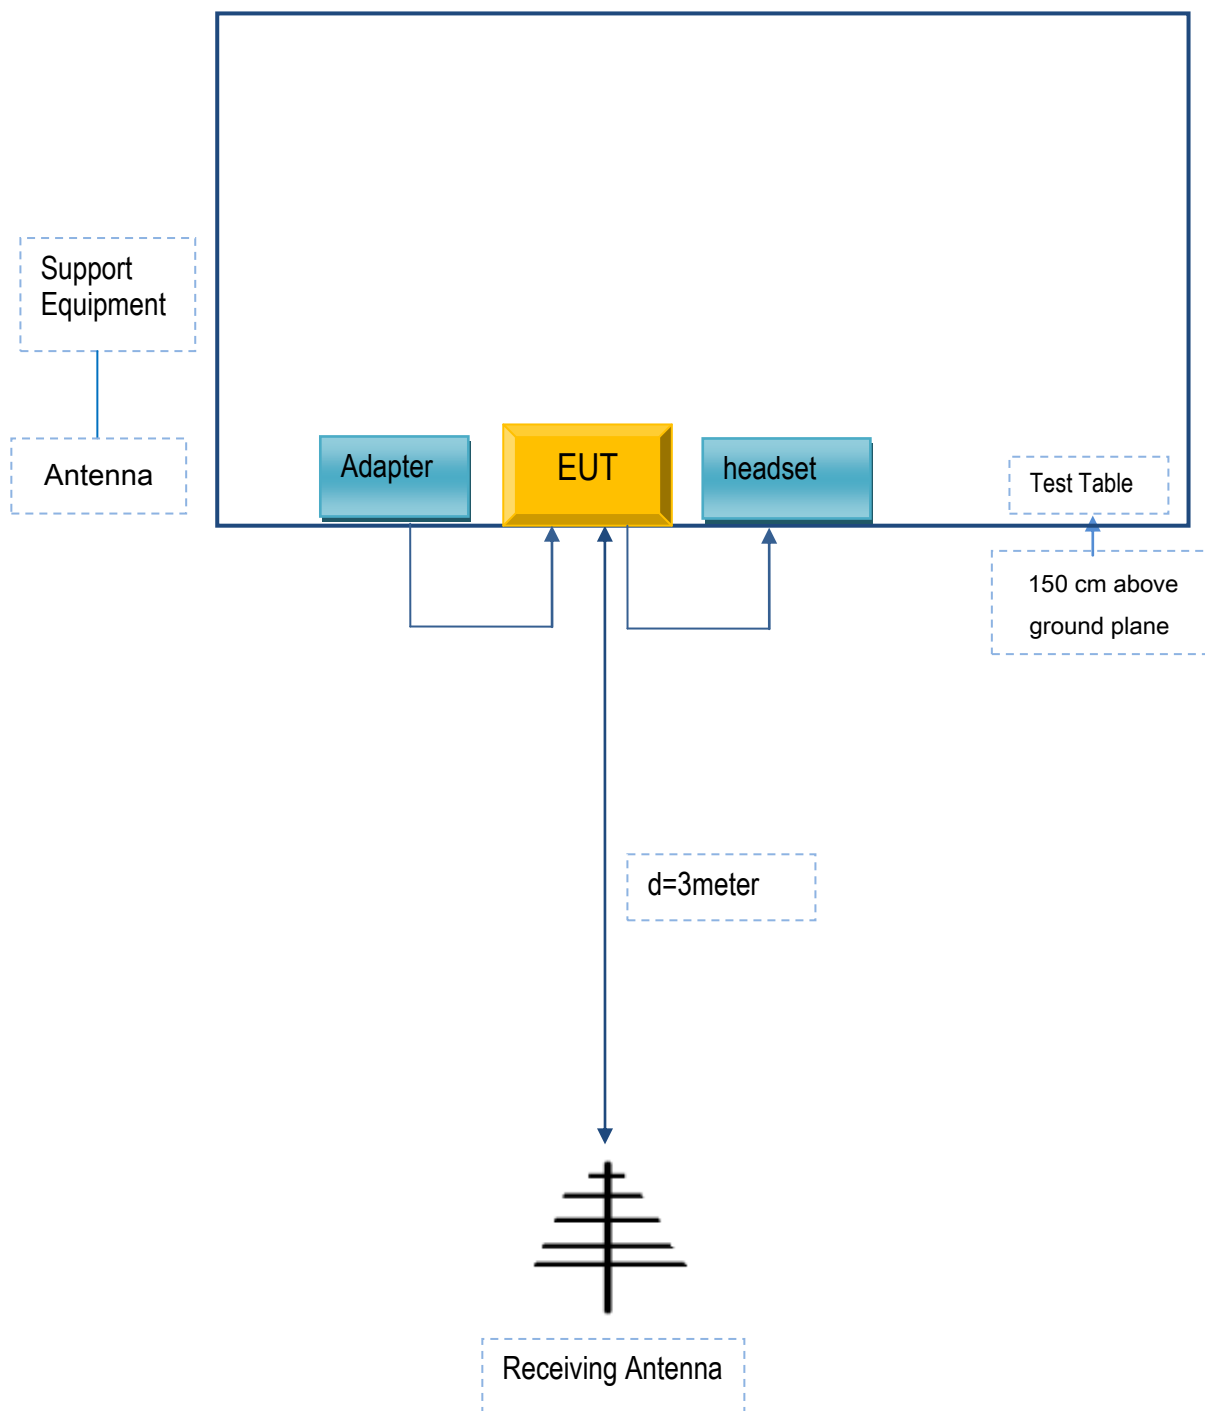 Support
Equipment
Antenna
Adapter
EUT
headset
Test Table
150 cm above
ground plane
d=3meter
Receiving Antenna